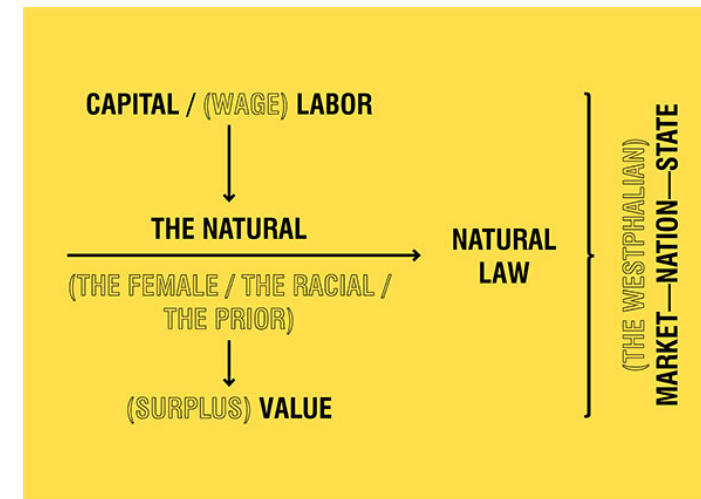 CAPITAL / (WAGE) LABOR
THE NATURAL
(THE FEMALE / THE RACIAL /
THE PRIOR)
(SURPLUS) VALUE
NATURAL
LAW
(THE WESTPHALIAN)
MARKET—NATION—STATE